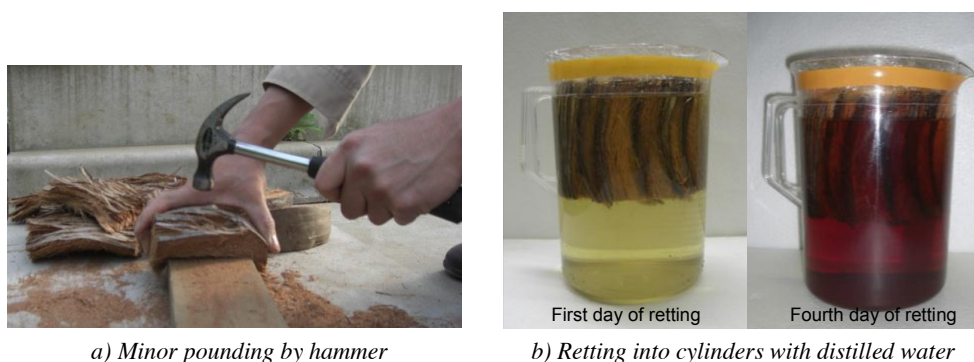 First day of retting
Fourth day of retting
a) Minor pounding by hammer
b) Retting into cylinders with distilled water